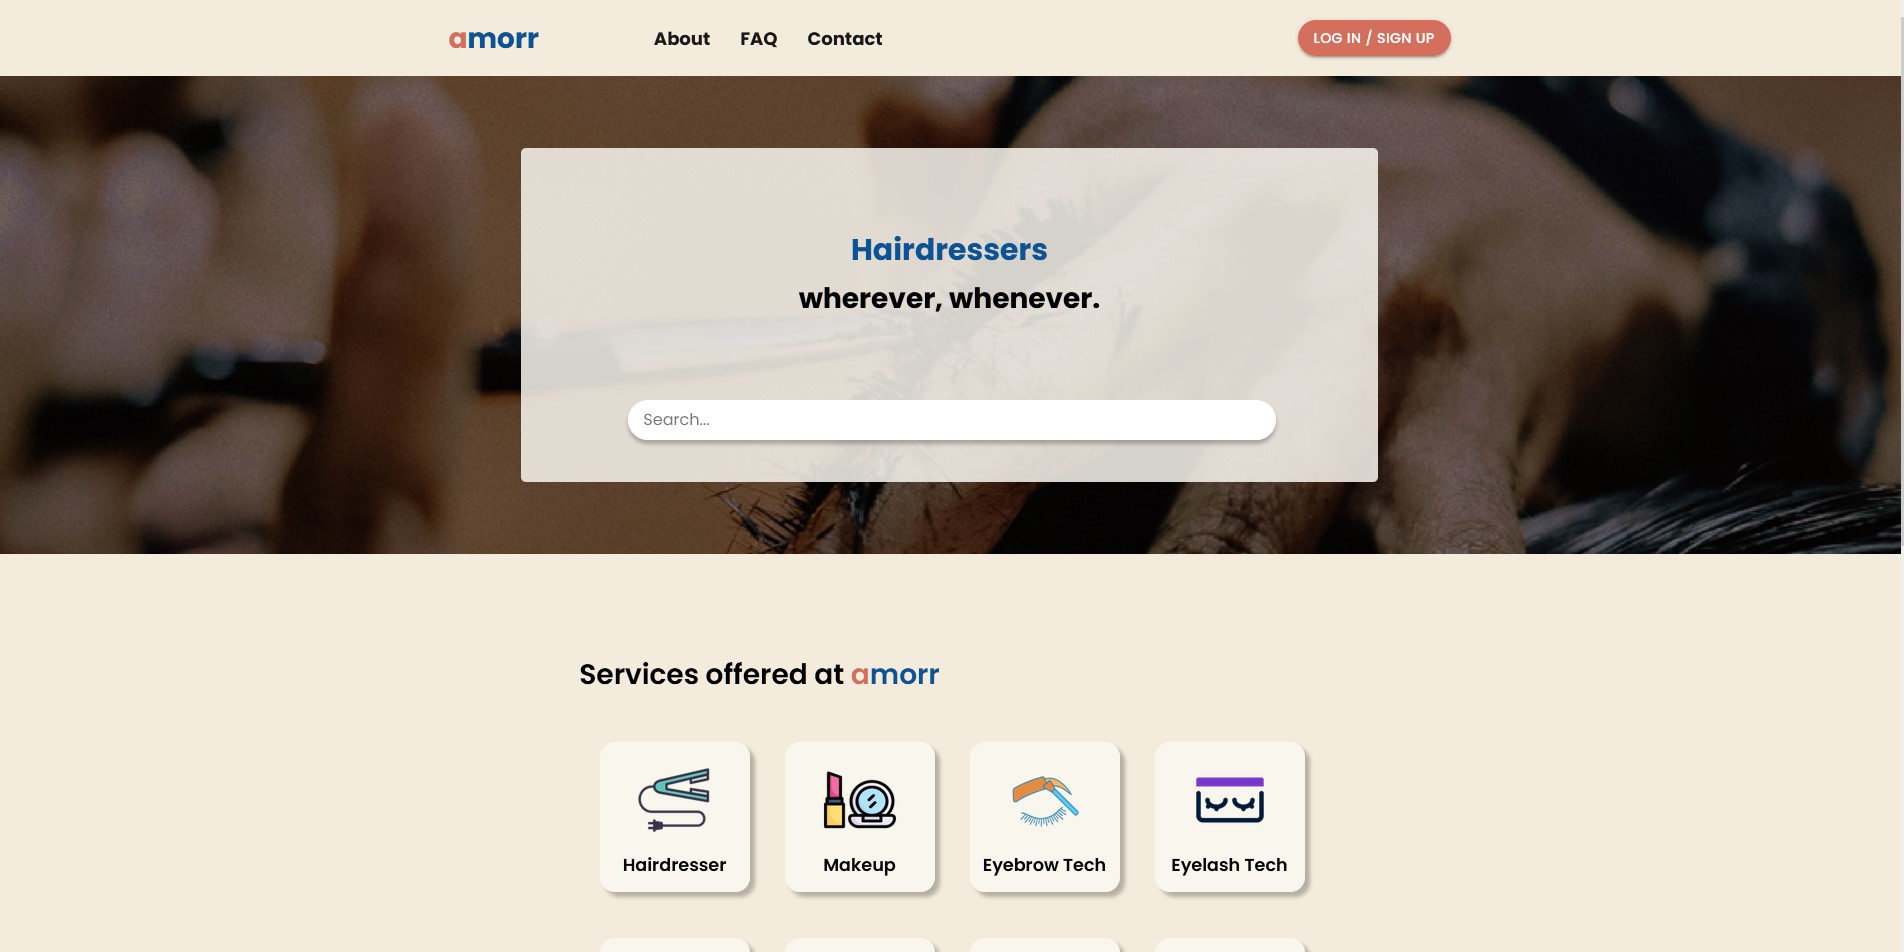 amorr
About FAQ Contact
LOG IN / SIGN UP
Hairdressers
wherever, whenever.
Search...
Services offered at amorr
Hairdresser
Makeup
Eyebrow Tech
Eyelash Tech